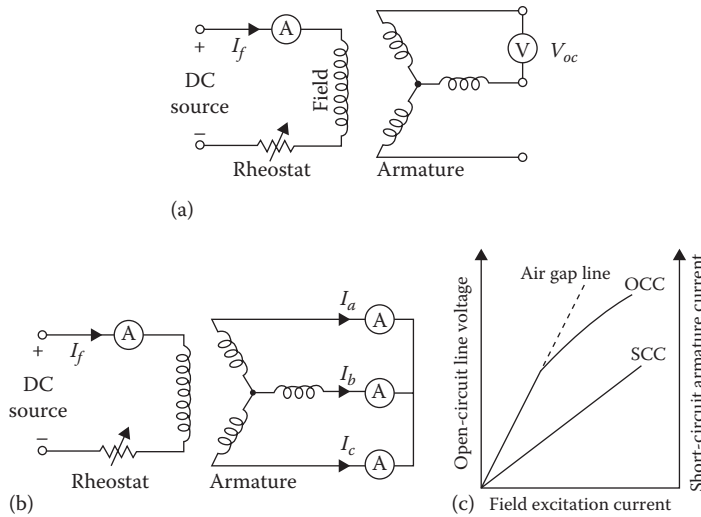 +
I_f
A
DC
source
−
Rheostat
Field
Armature
V
V_oc
(a)
+
I_f
A
DC
source
−
Rheostat
Armature
I_a
A
I_b
A
I_c
A
(b)
Open-circuit line voltage
Air gap line
OCC
SCC
Short-circuit armature current
Field excitation current
(c)